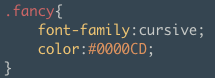 .fancy{
    font-family:cursive;
    color:#0000CD;
}